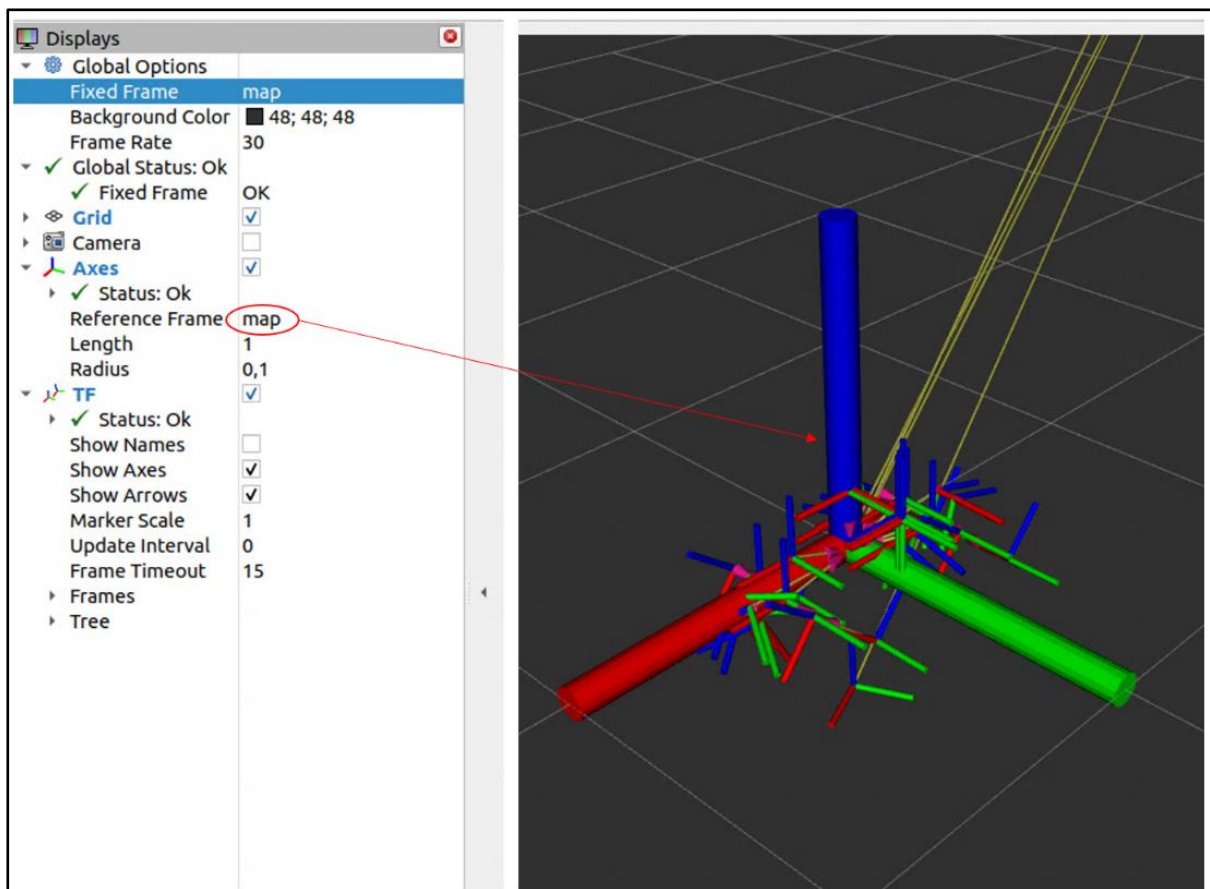 Displays
Global Options
Fixed Frame map
Background Color 48; 48; 48
Frame Rate 30
Global Status: Ok
Fixed Frame OK
Grid
Camera
Axes
Status: Ok
Reference Frame map
Length 1
Radius 0,1
TF
Status: Ok
Show Names
Show Axes
Show Arrows
Marker Scale 1
Update Interval 0
Frame Timeout 15
Frames
Tree